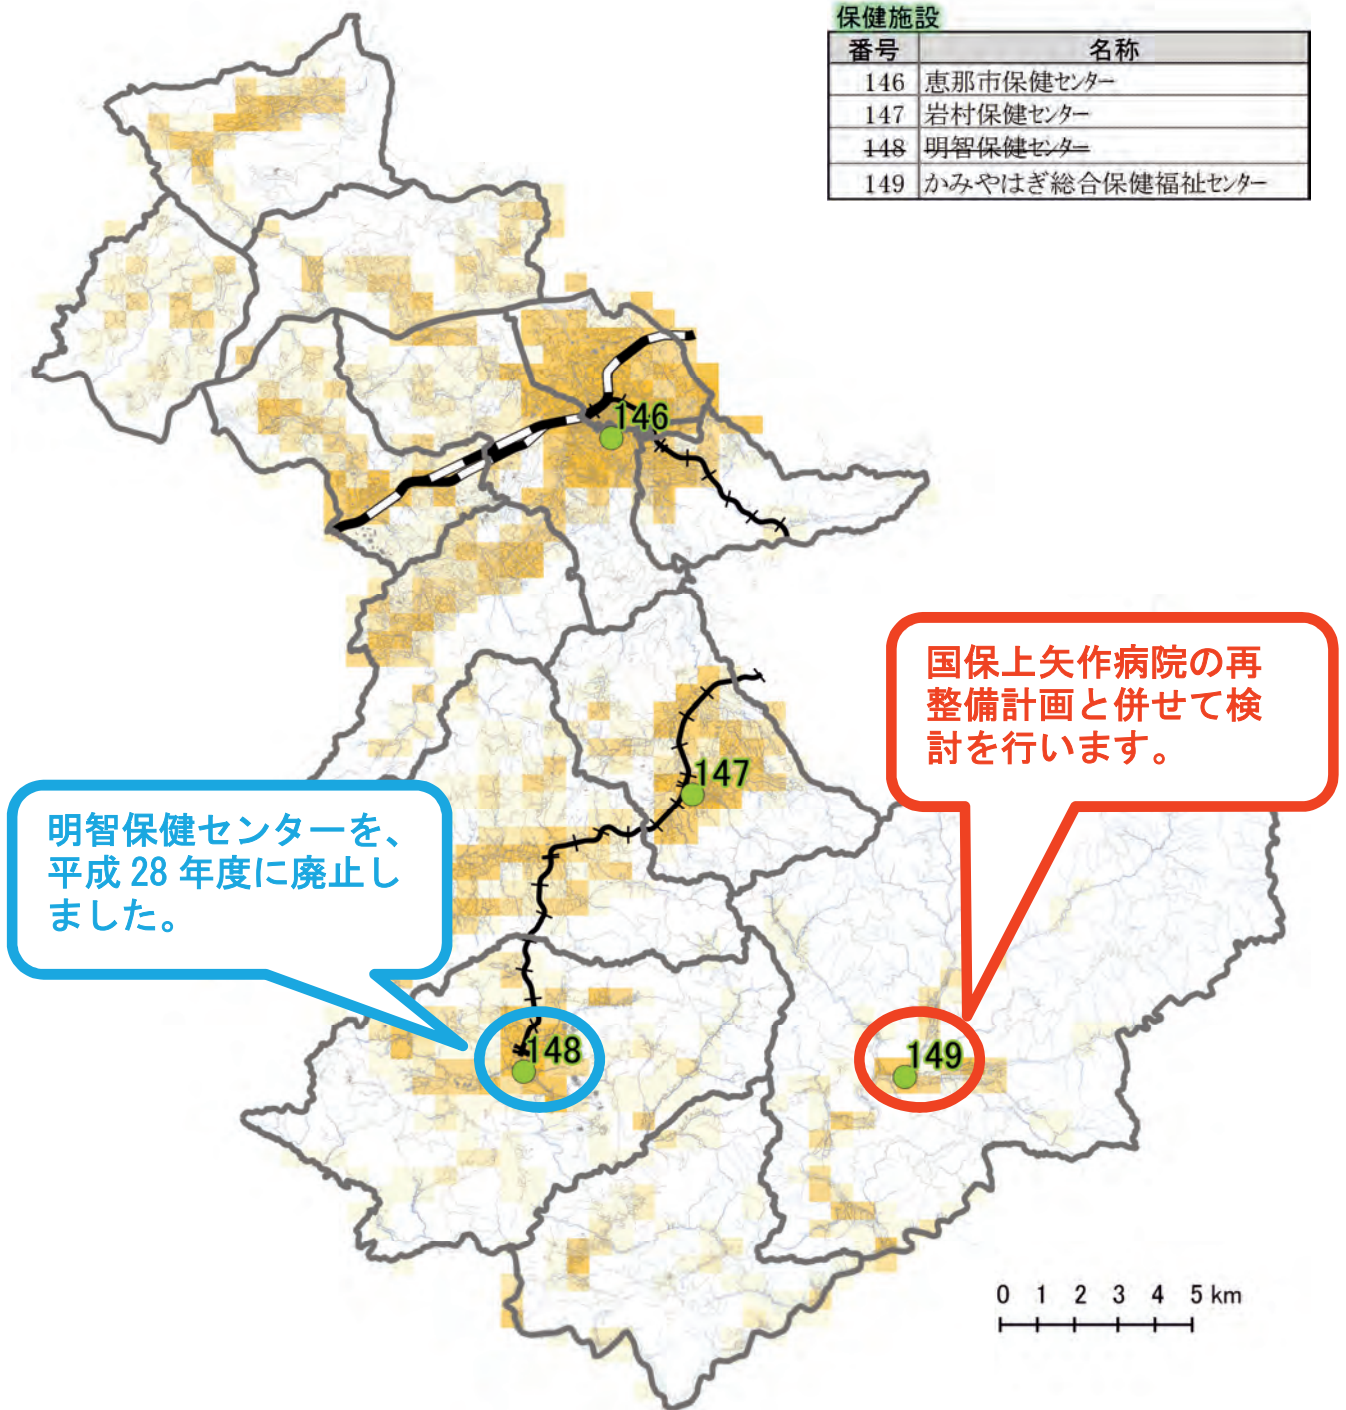 保健施設
番号 名称
146 恵那市保健センター
147 岩村保健センター
148 明智保健センター
149 かみやはぎ総合保健福祉センター
146
国保上矢作病院の再
整備計画と併せて検
討を行います。
147
明智保健センターを、
平成 28 年度に廃止し
ました。
148
149
0 1 2 3 4 5 km